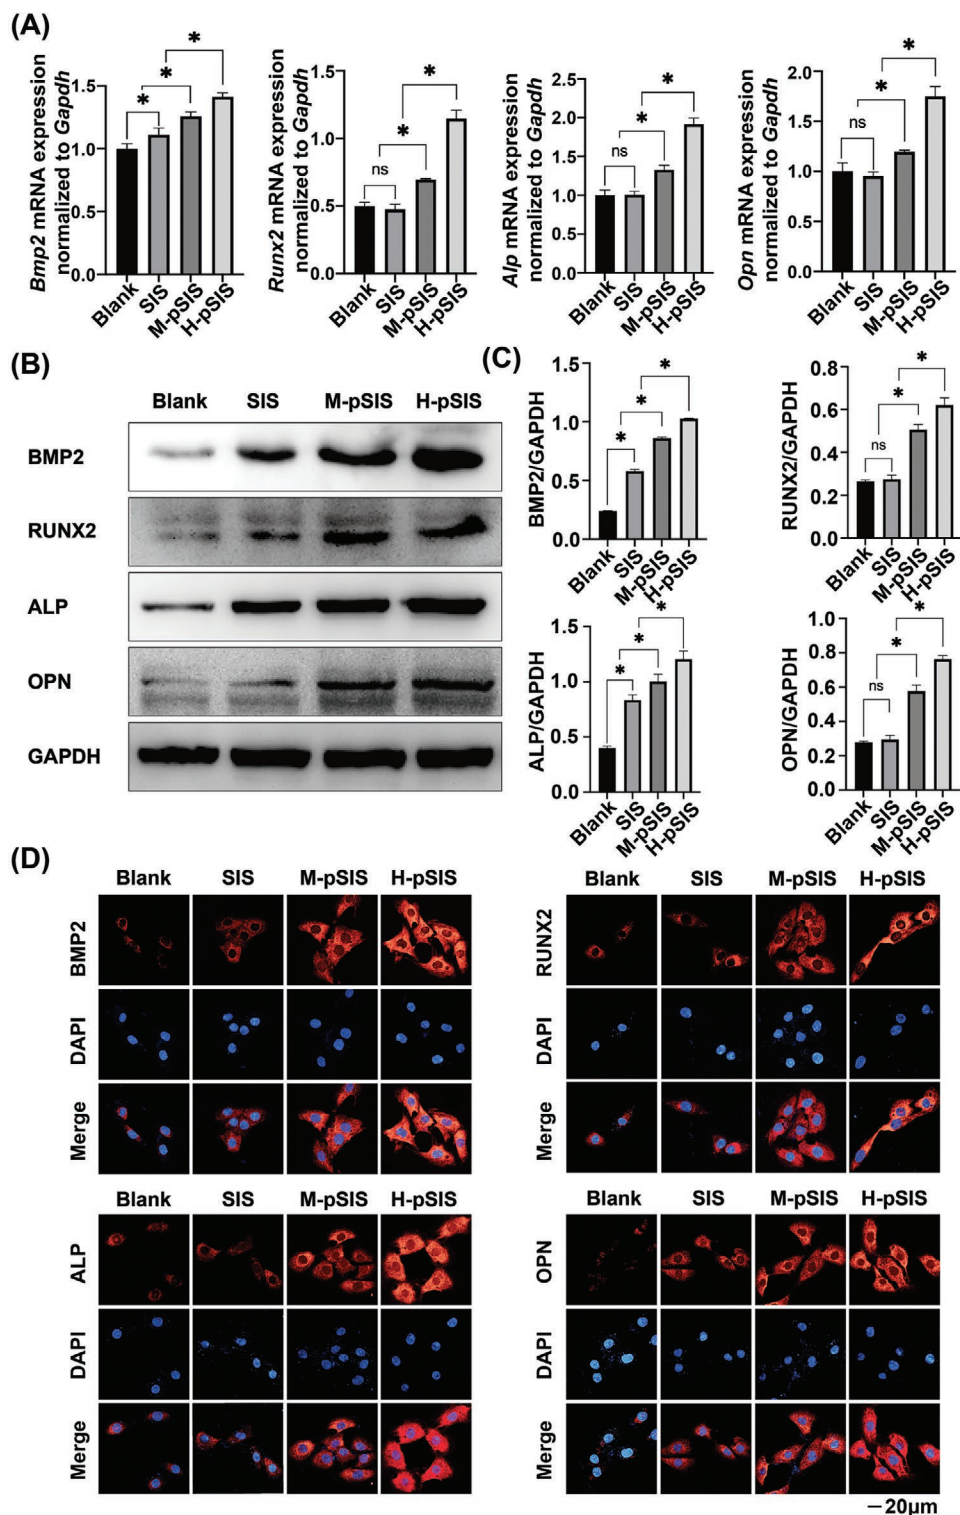 (A)
Bmp2 mRNA expression
normalized to Gapdh
1.5
1.0
0.5
0.0
*
*
*
Blank
SIS
M-pSIS
H-pSIS
Runx2 mRNA expression
normalized to Gapdh
1.5
1.0
0.5
0.0
ns
*
*
Blank
SIS
M-pSIS
H-pSIS
Alp mRNA expression
normalized to Gapdh
2.5
2.0
1.5
1.0
0.5
0.0
ns
*
*
Blank
SIS
M-pSIS
H-pSIS
Opn mRNA expression
normalized to Gapdh
2.0
1.5
1.0
0.5
0.0
ns
*
*
Blank
SIS
M-pSIS
H-pSIS
(B)
Blank SIS M-pSIS H-pSIS
BMP2
RUNX2
ALP
OPN
GAPDH
(C)
BMP2/GAPDH
1.5
1.0
0.5
0.0
*
*
*
Blank
SIS
M-pSIS
H-pSIS
RUNX2/GAPDH
0.8
0.6
0.4
0.2
0.0
ns
*
*
Blank
SIS
M-pSIS
H-pSIS
ALP/GAPDH
1.5
1.0
0.5
0.0
*
*
*
Blank
SIS
M-pSIS
H-pSIS
OPN/GAPDH
0.8
0.6
0.4
0.2
0.0
ns
*
*
Blank
SIS
M-pSIS
H-pSIS
(D)
Blank SIS M-pSIS H-pSIS
BMP2
DAPI
Merge
Blank SIS M-pSIS H-pSIS
RUNX2
DAPI
Merge
Blank SIS M-pSIS H-pSIS
ALP
DAPI
Merge
Blank SIS M-pSIS H-pSIS
OPN
DAPI
Merge
20μm